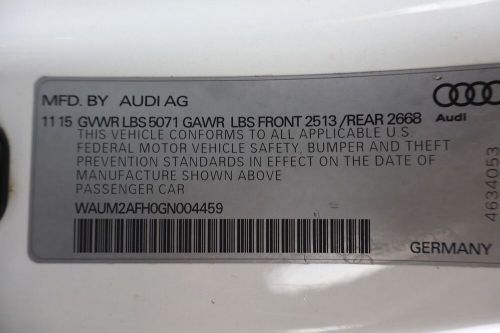 MFD. BY AUDI AG
11 15 GVWR LBS 5071 GAWR LBS FRONT 2513 / REAR 2668
THIS VEHICLE CONFORMS TO ALL APPLICABLE U.S.
FEDERAL MOTOR VEHICLE SAFETY, BUMPER AND THEFT
PREVENTION STANDARDS IN EFFECT ON THE DATE
OF MANUFACTURE SHOWN ABOVE
PASSENGER CAR
WAUM2AFH0GN004459
Audi
4634053
GERMANY